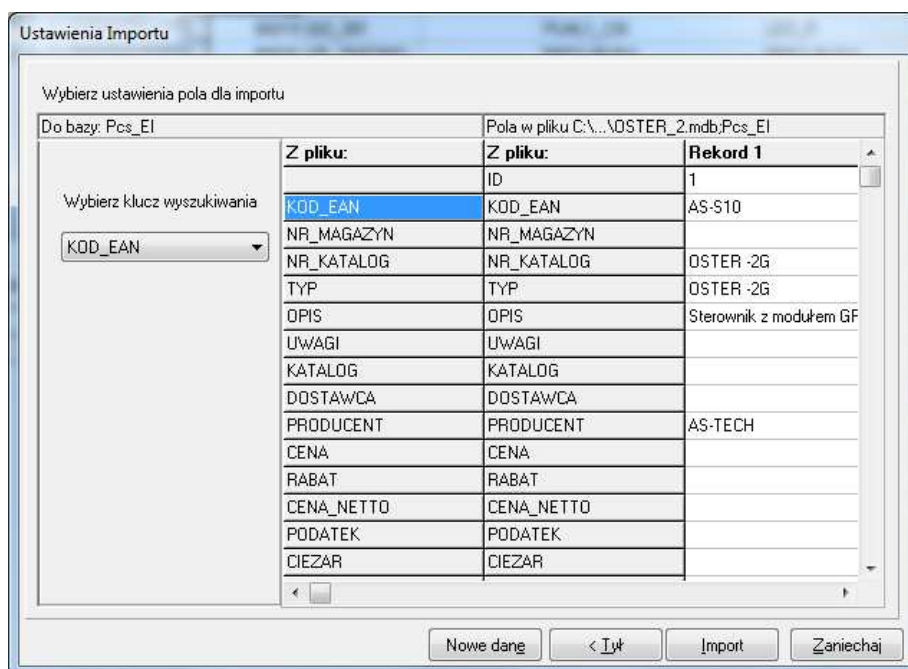 Ustawienia Importu
Wybierz ustawienia pola dla importu
Do bazy: Pcs_El Pola w pliku C:\...\OSTER_2.mdb;Pcs_El
Z pliku: Z pliku: Rekord 1
ID 1
Wybierz klucz wyszukiwania
KOD_EAN
KOD_EAN KOD_EAN AS-S10
NR_MAGAZYN NR_MAGAZYN
NR_KATALOG NR_KATALOG OSTER -2G
TYP TYP OSTER -2G
OPIS OPIS Sterownik z modułem GF
UWAGI UWAGI
KATALOG KATALOG
DOSTAWCA DOSTAWCA
PRODUCENT PRODUCENT AS-TECH
CENA CENA
RABAT RABAT
CENA_NETTO CENA_NETTO
PODATEK PODATEK
CIEZAR CIEZAR
Nowe dane < Tył Import Zaniechaj